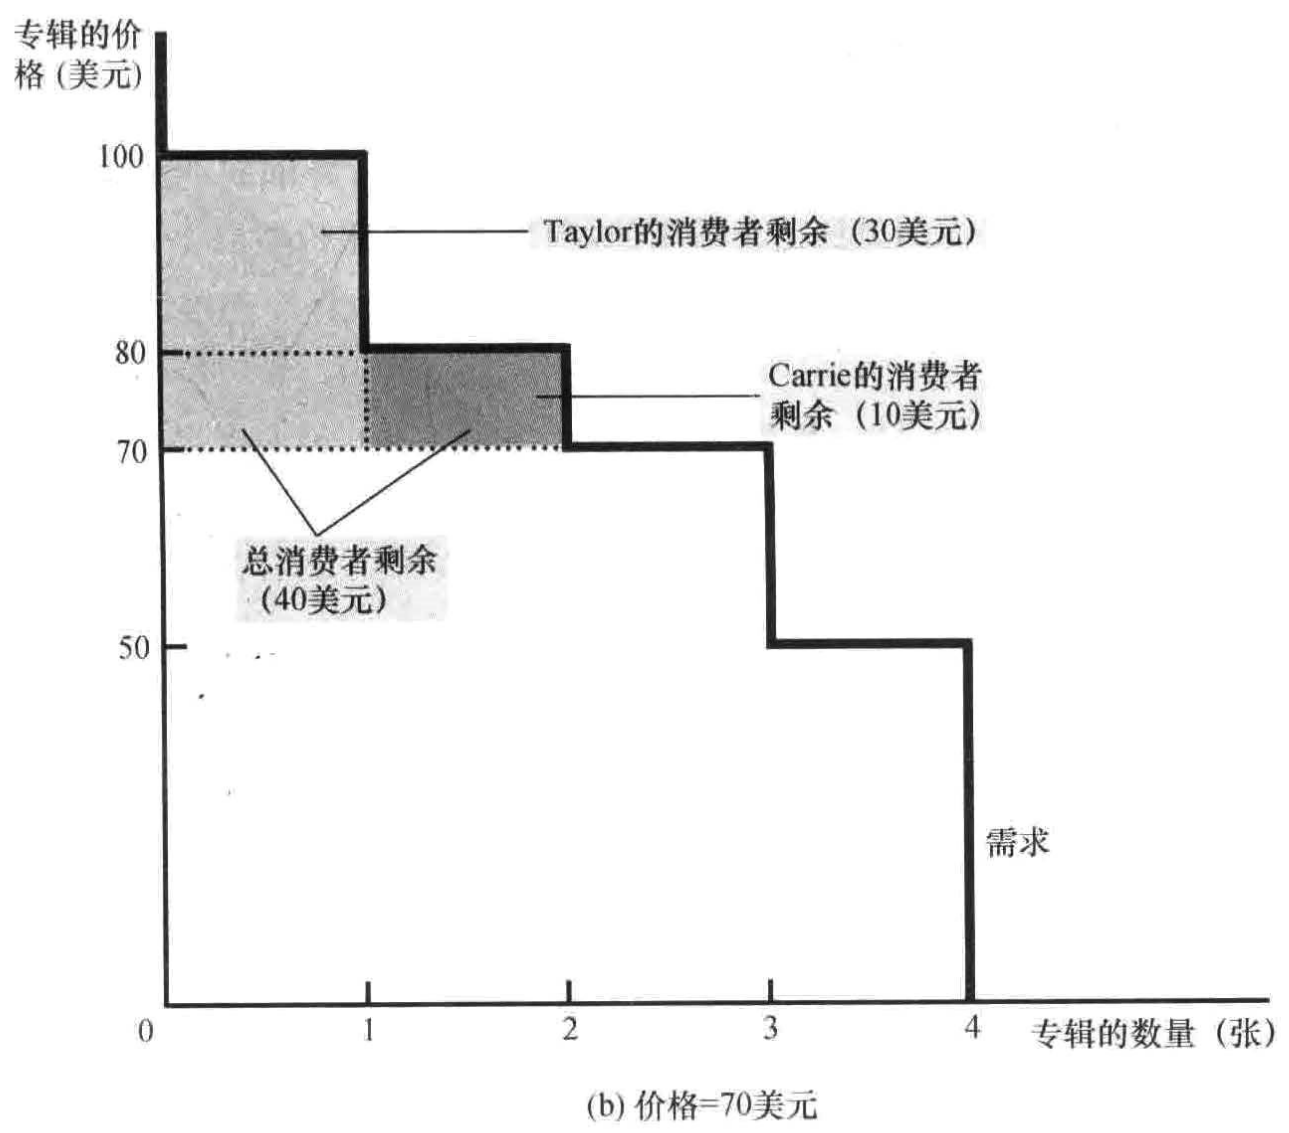 专辑的价
格 (美元)
100
Taylor的消费者剩余（30美元）
80
Carrie的消费者
剩余（10美元）
70
总消费者剩余
（40美元）
50
需求
0
1
2
3
4
专辑的数量（张）
(b) 价格=70美元